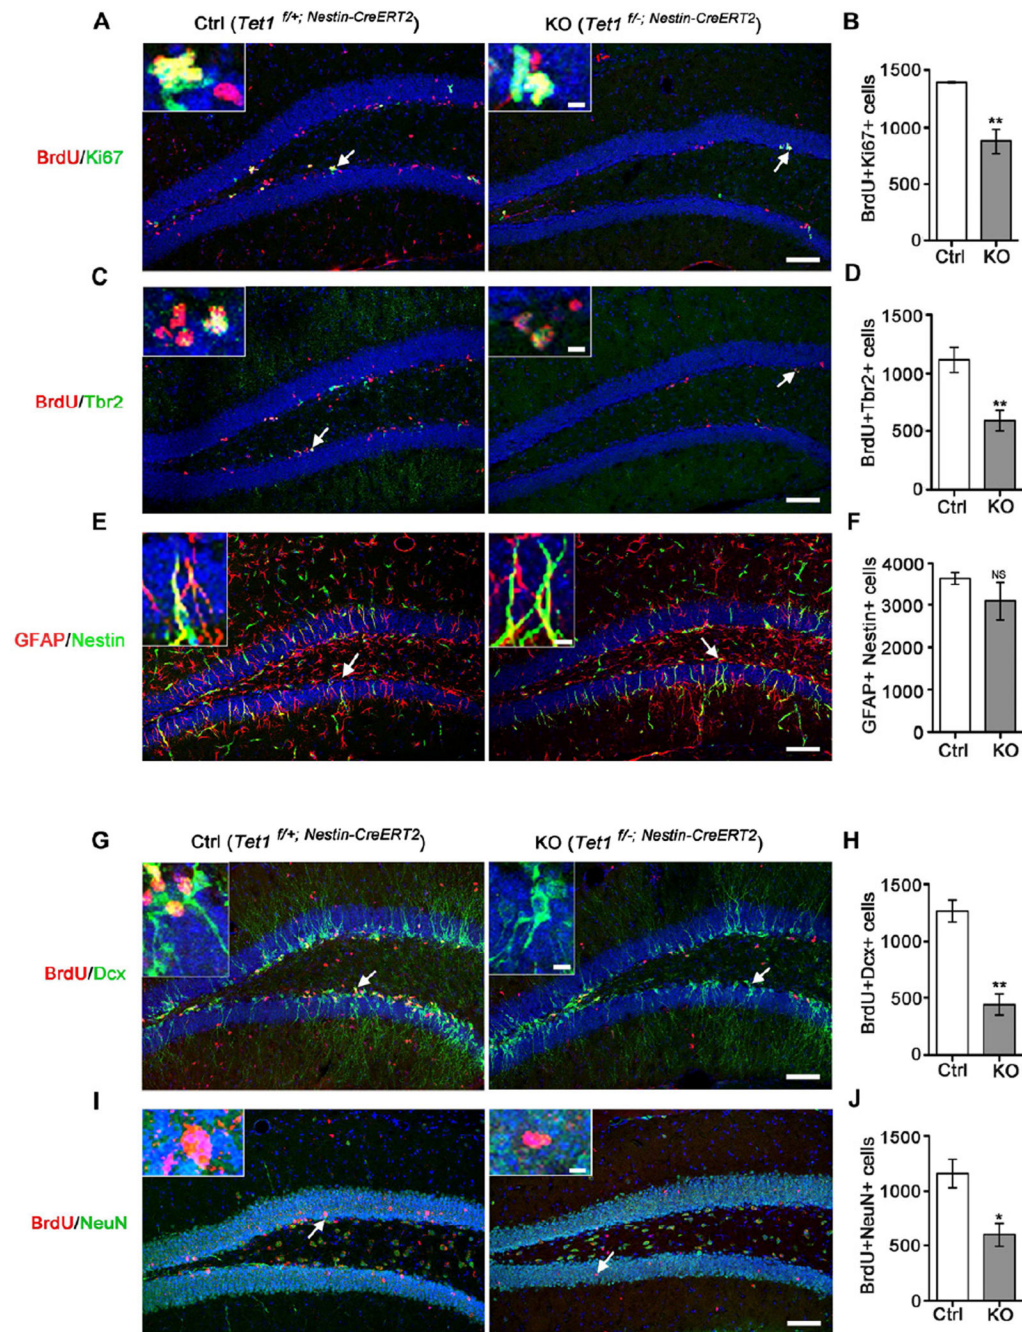 A
Ctrl (Tet1 f/+; Nestin-CreERT2)
KO (Tet1 f/-; Nestin-CreERT2)
B
BrdU/Ki67
BrdU+Ki67+ cells
1500
1000
500
0
**
Ctrl
KO
C
D
BrdU/Tbr2
BrdU+Tbr2+ cells
1500
1000
500
0
**
Ctrl
KO
E
F
GFAP/Nestin
GFAP+ Nestin+ cells
4000
3000
2000
1000
0
NS
Ctrl
KO
G
Ctrl (Tet1 f/+; Nestin-CreERT2)
KO (Tet1 f/-; Nestin-CreERT2)
H
BrdU/Dcx
BrdU+Dcx+ cells
1500
1000
500
0
**
Ctrl
KO
I
J
BrdU/NeuN
BrdU+NeuN+ cells
1500
1000
500
0
*
Ctrl
KO